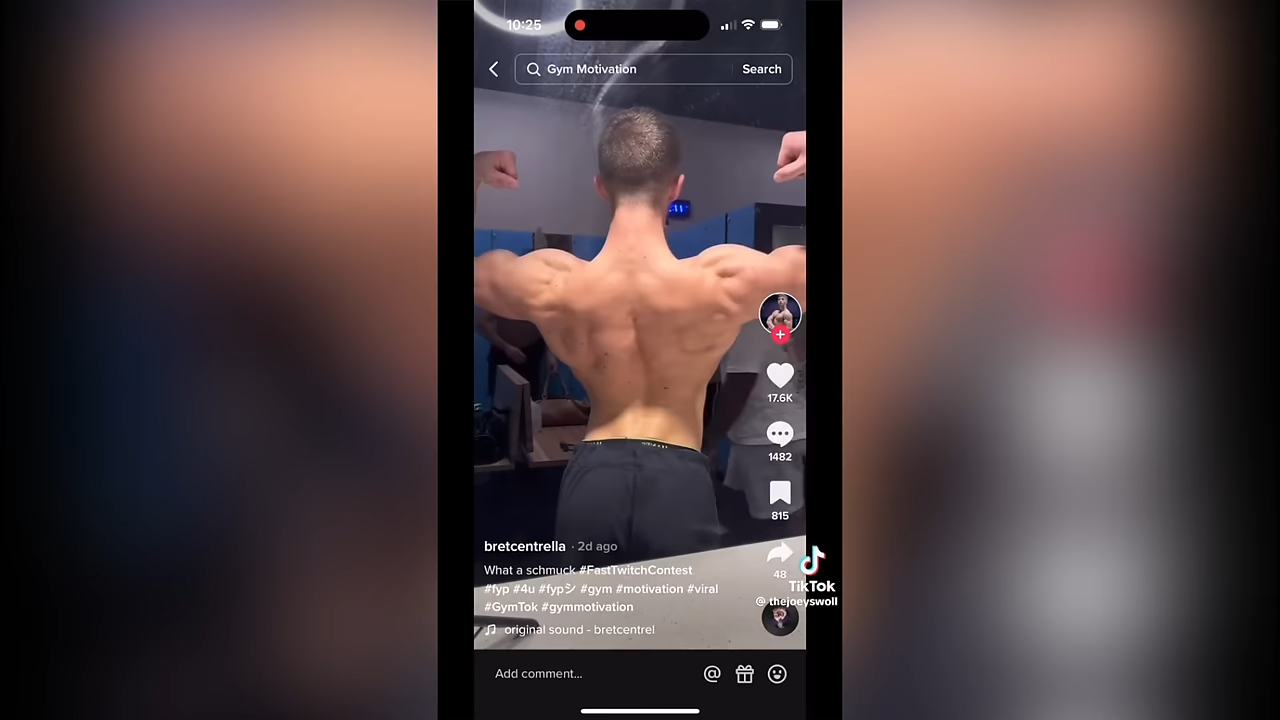 10:25
Gym Motivation
Search
17.6K
1482
815
48
TikTok
@ thejoeyswoll
bretcentrella · 2d ago
What a schmuck #FastTwitchContest
#fyp #4u #fypシ #gym #motivation #viral
#GymTok #gymmotivation
original sound - bretcentrel
Add comment...
@